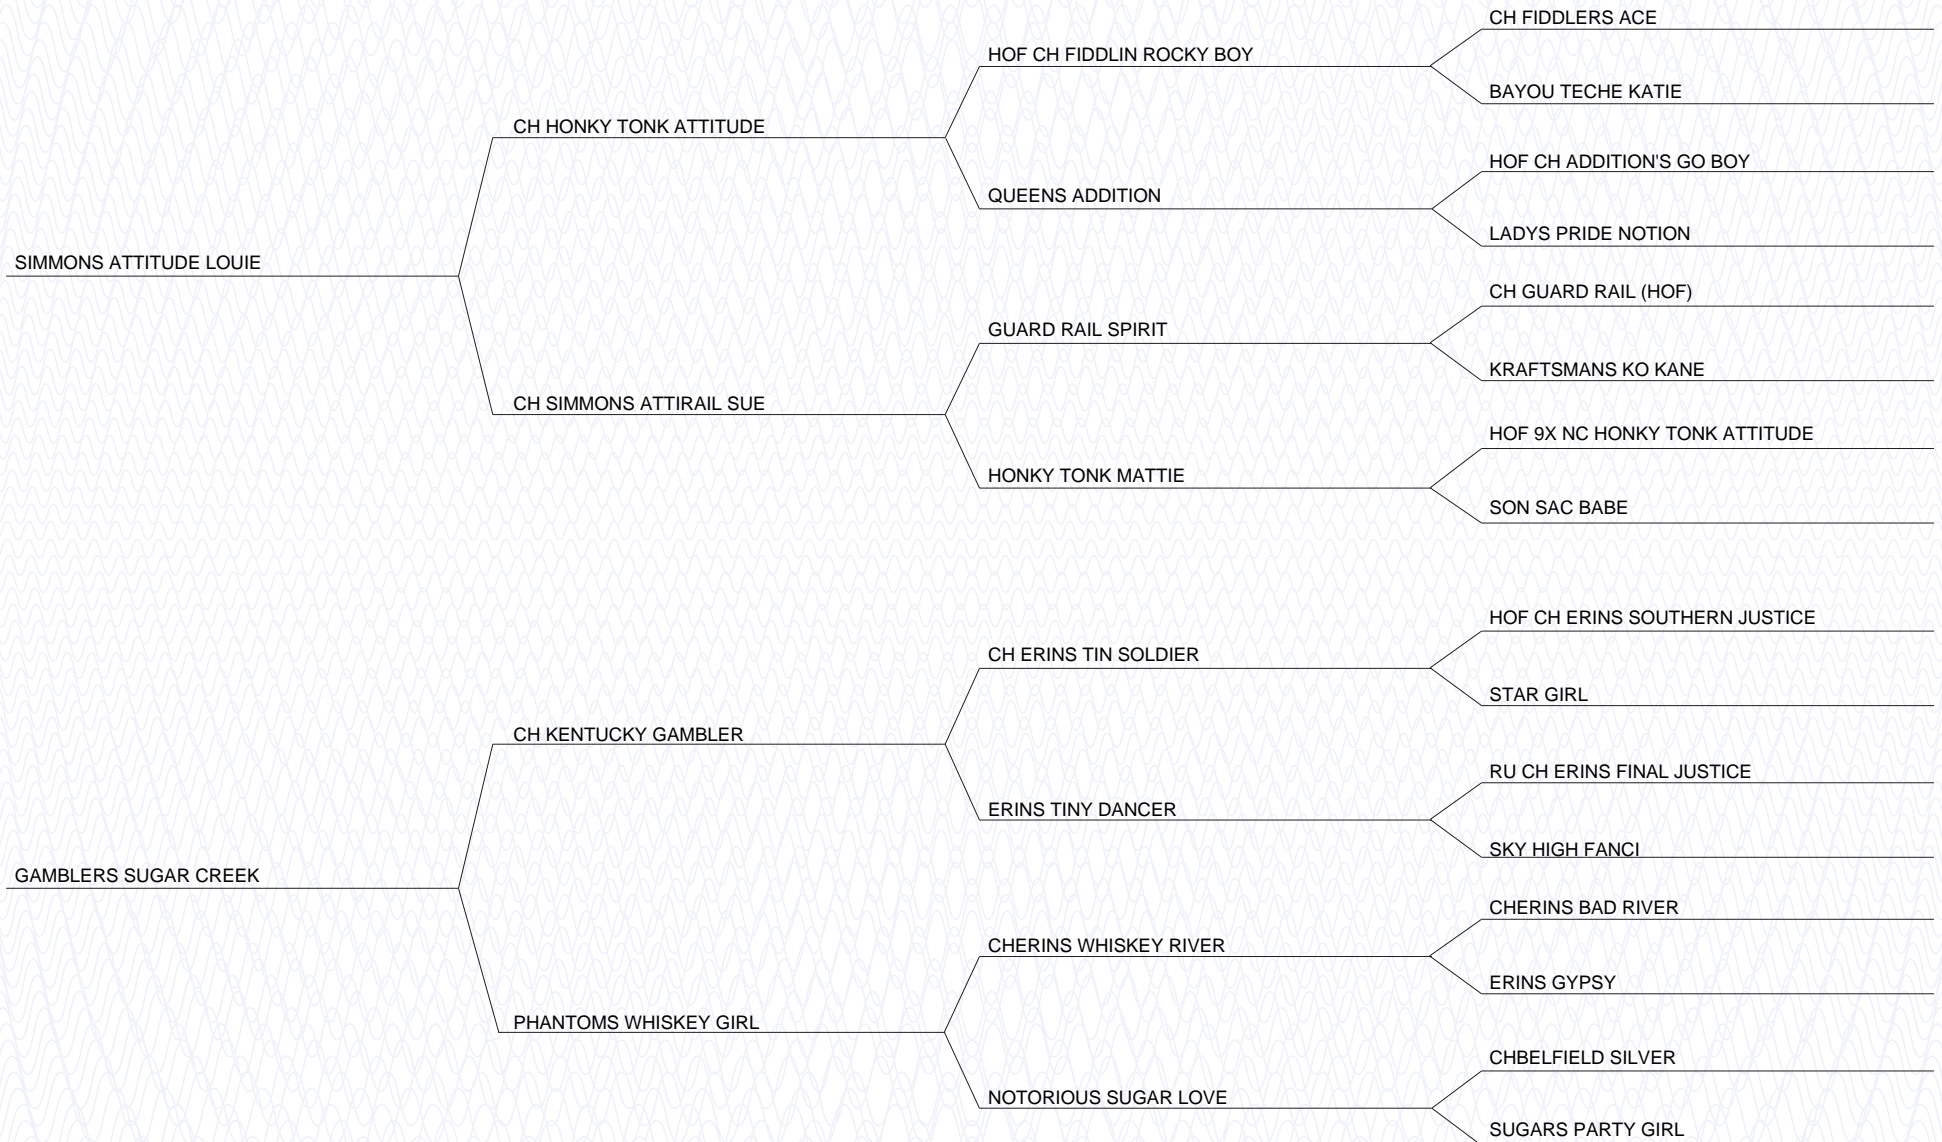 CH FIDDLERS ACE
HOF CH FIDDLIN ROCKY BOY
BAYOU TECHE KATIE
CH HONKY TONK ATTITUDE
HOF CH ADDITION'S GO BOY
QUEENS ADDITION
LADYS PRIDE NOTION
SIMMONS ATTITUDE LOUIE
CH GUARD RAIL (HOF)
GUARD RAIL SPIRIT
KRAFTSMANS KO KANE
CH SIMMONS ATTIRAIL SUE
HOF 9X NC HONKY TONK ATTITUDE
HONKY TONK MATTIE
SON SAC BABE
HOF CH ERINS SOUTHERN JUSTICE
CH ERINS TIN SOLDIER
STAR GIRL
CH KENTUCKY GAMBLER
RU CH ERINS FINAL JUSTICE
ERINS TINY DANCER
SKY HIGH FANCI
GAMBLERS SUGAR CREEK
CHERINS BAD RIVER
CHERINS WHISKEY RIVER
ERINS GYPSY
PHANTOMS WHISKEY GIRL
CHBELFIELD SILVER
NOTORIOUS SUGAR LOVE
SUGARS PARTY GIRL